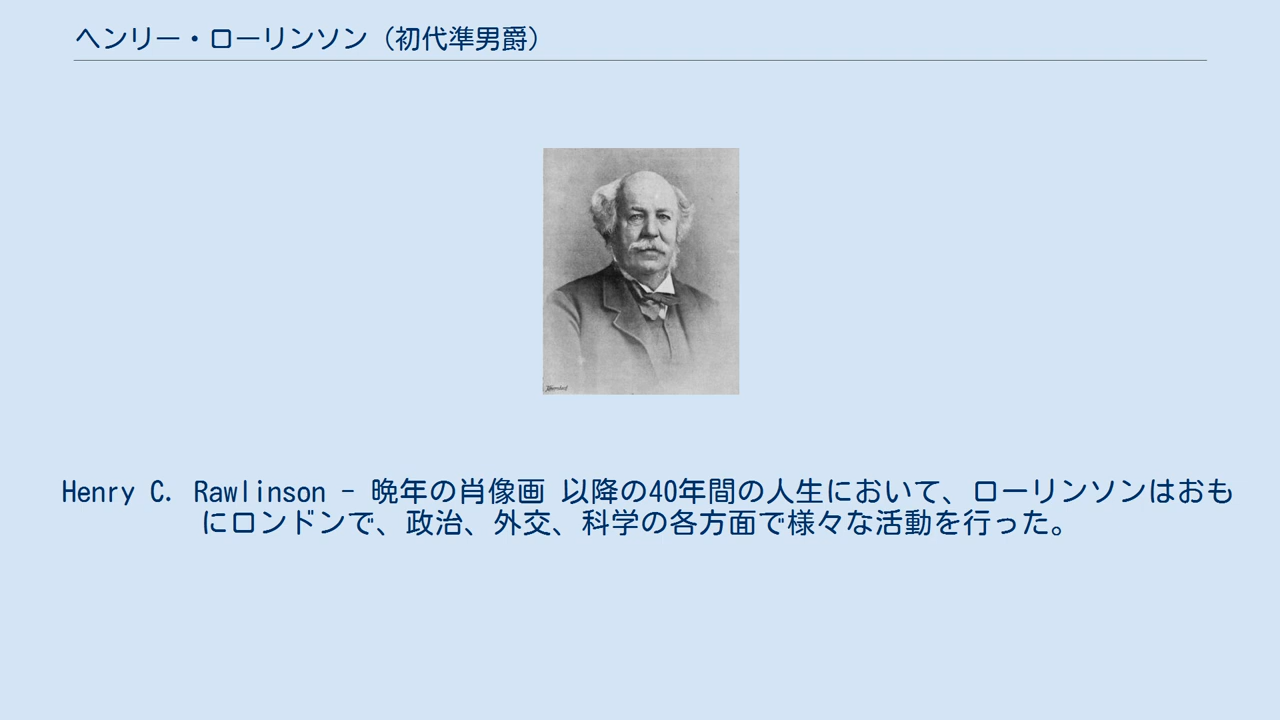 ヘンリー・ローリンソン（初代準男爵）
Henry C. Rawlinson - 晩年の肖像画 以降の40年間の人生において、ローリンソンはおも
にロンドンで、政治、外交、科学の各方面で様々な活動を行った。